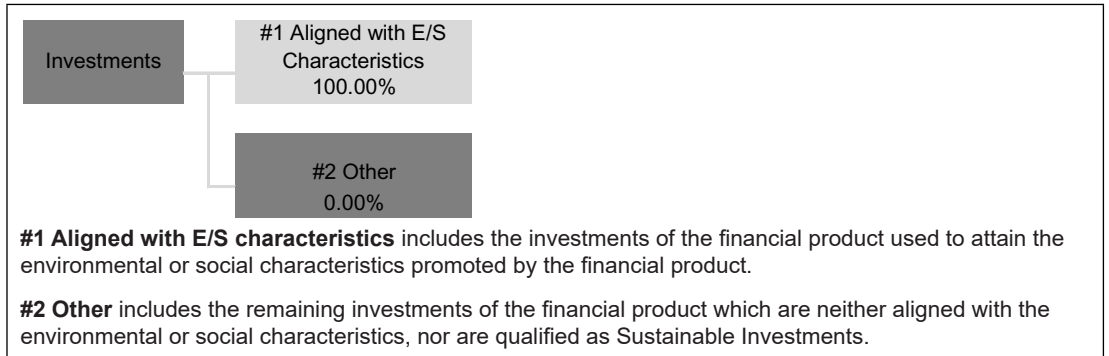 Investments
#1 Aligned with E/S
Characteristics
100.00%
#2 Other
0.00%
#1 Aligned with E/S characteristics includes the investments of the financial product used to attain the
environmental or social characteristics promoted by the financial product.
#2 Other includes the remaining investments of the financial product which are neither aligned with the
environmental or social characteristics, nor are qualified as Sustainable Investments.